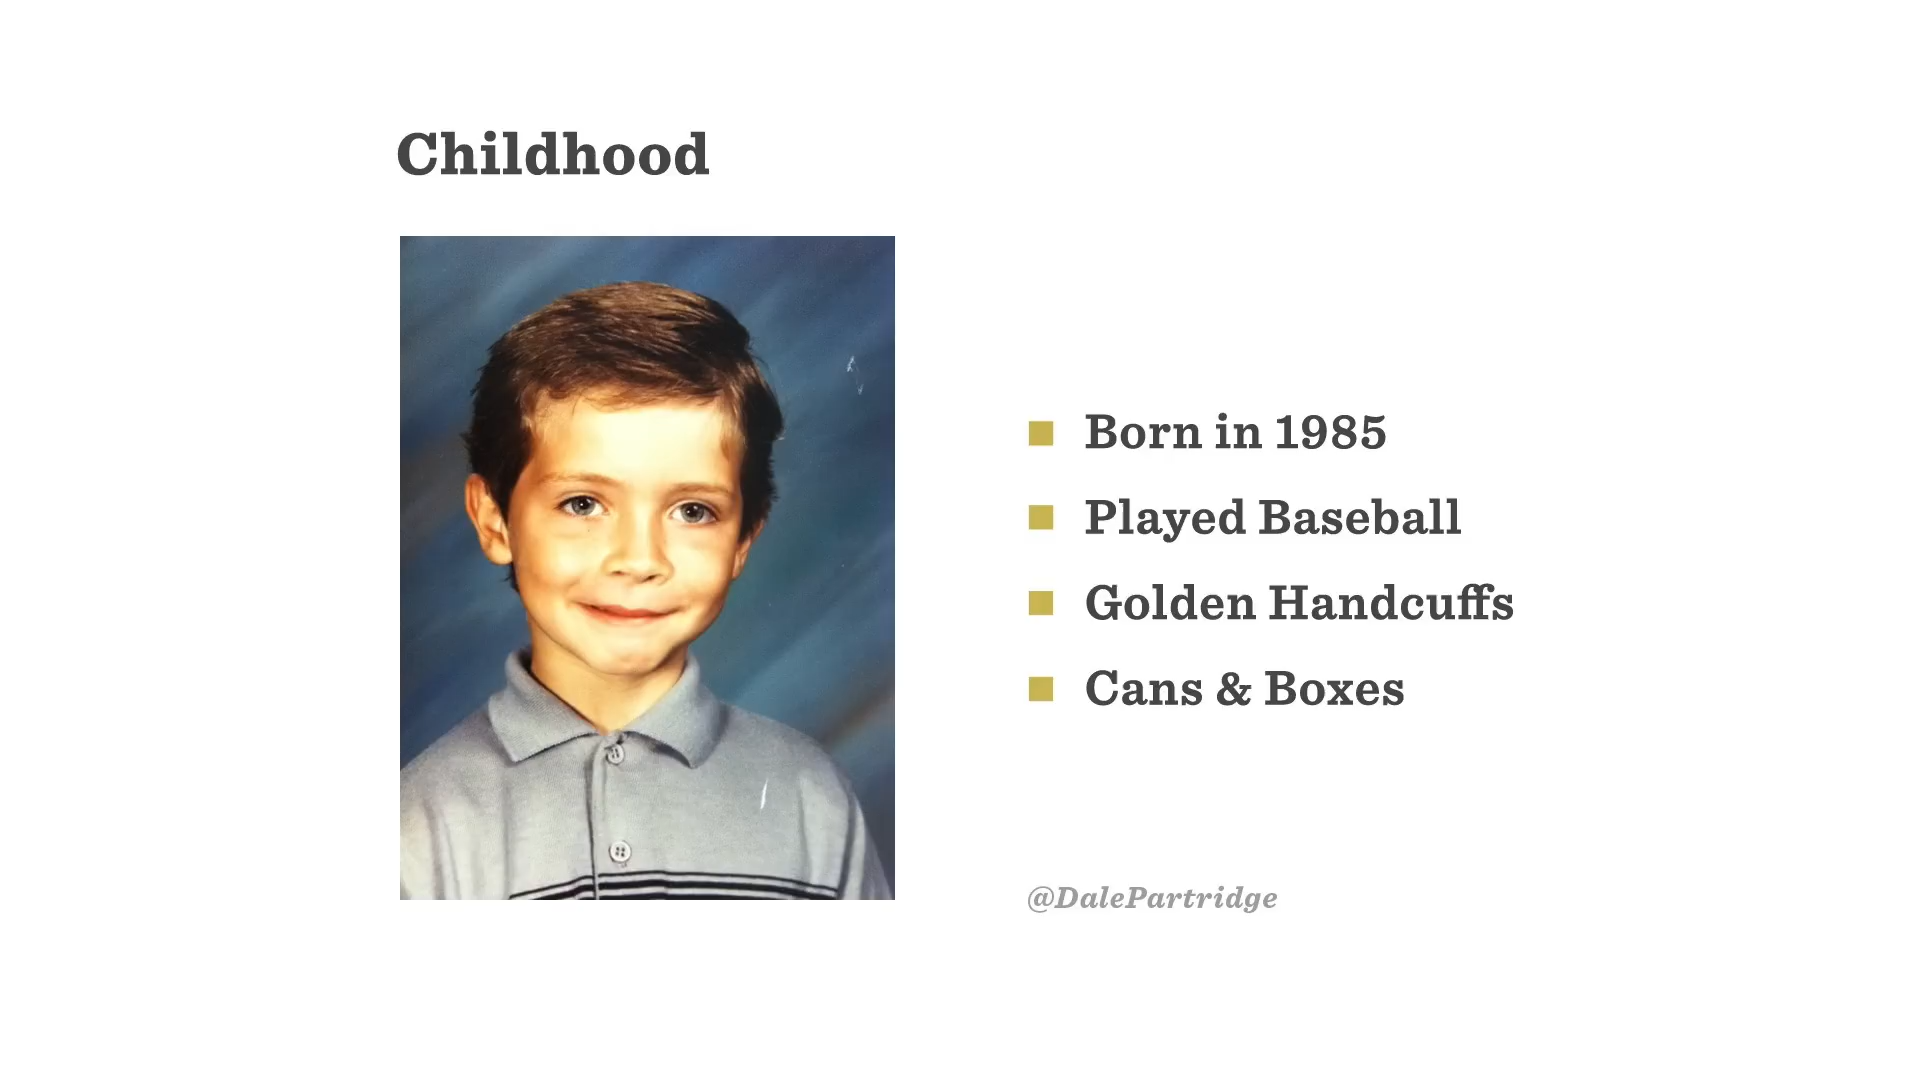 Childhood
Born in 1985
Played Baseball
Golden Handcuffs
Cans & Boxes
@DalePartridge